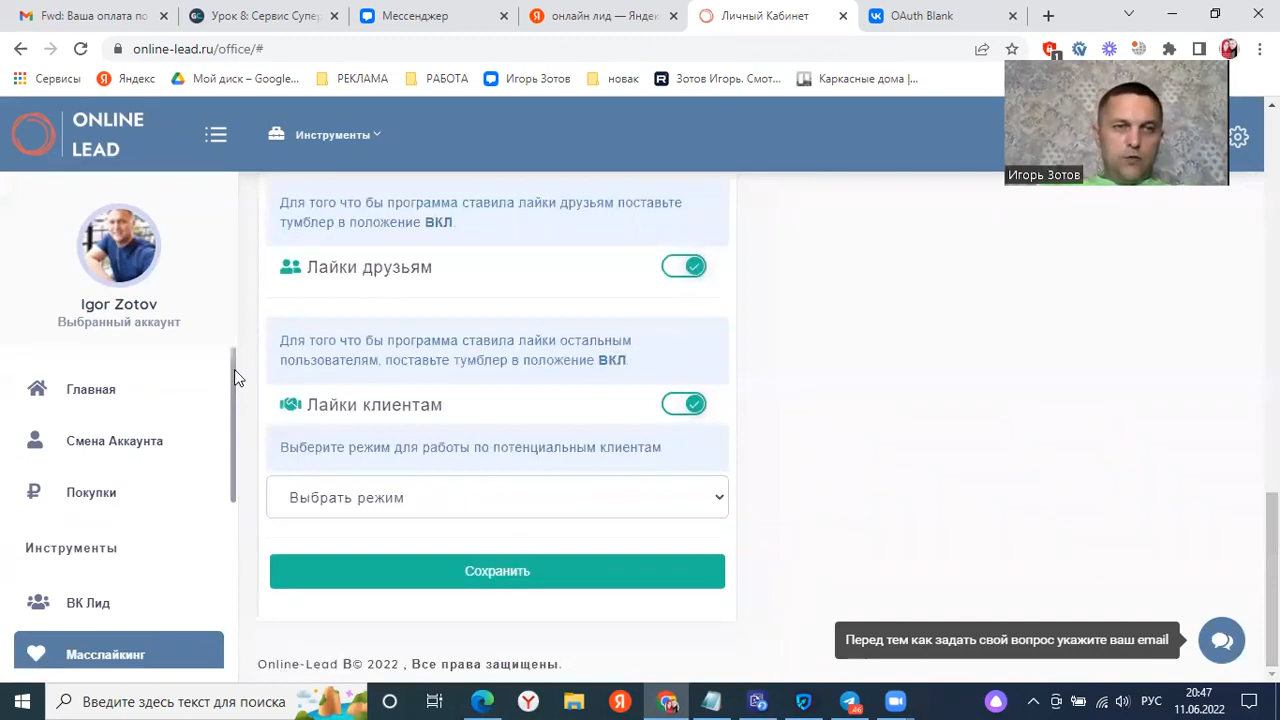 Fwd: Ваша оплата по
Урок 8: Сервис Супер
Мессенджер
онлайн лид — Яндекс
Личный Кабинет
OAuth Blank
online-lead.ru/office/#
1
Сервисы
Яндекс
Мой диск – Google...
РЕКЛАМА
РАБОТА
Игорь Зотов
новак
Зотов Игорь. Смот...
Каркасные дома (...
ONLINE
LEAD
Инструменты
Игорь Зотов
Igor Zotov
Выбранный аккаунт
Главная
Смена Аккаунта
Покупки
Инструменты
ВК Лид
Масслайкинг
Для того что бы программа ставила лайки друзьям поставьте
тумблер в положение ВКЛ.
Лайки друзьям
Для того что бы программа ставила лайки остальным
пользователям, поставьте тумблер в положение ВКЛ.
Лайки клиентам
Выберите режим для работы по потенциальным клиентам
Выбрать режим
Сохранить
Перед тем как задать свой вопрос укажите ваш email
Online-Lead В© 2022 , Все права защищены.
Введите здесь текст для поиска
РУС
20:47
11.06.2022